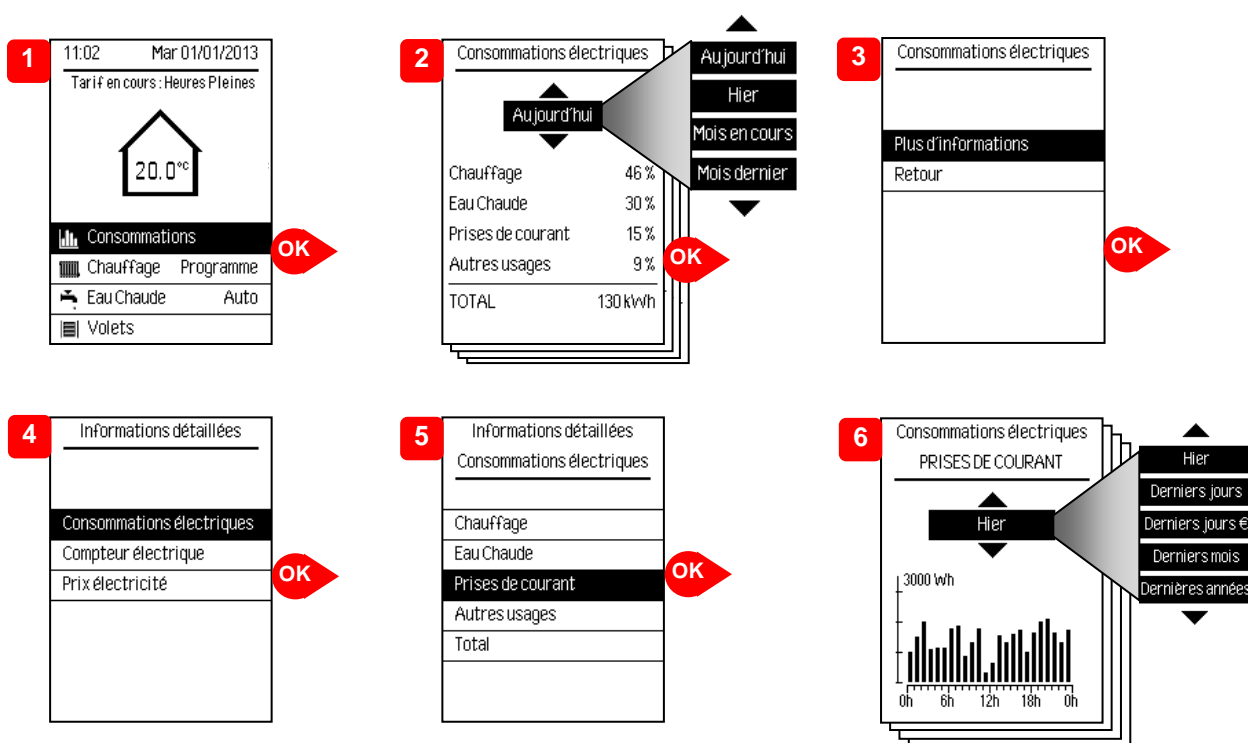 1
11:02 Mar 01/01/2013
Tarif en cours : Heures Pleines
20.0°C
Consommations
Chauffage Programme
Eau Chaude Auto
Volets
OK
2
Consommations électriques
Aujourd'hui
Chauffage 46 %
Eau Chaude 30 %
Prises de courant 15 %
Autres usages 9 %
TOTAL 130 kWh
OK
Aujourd'hui
Hier
Mois en cours
Mois dernier
3
Consommations électriques
Plus d'informations
Retour
OK
4
Informations détaillées
Consommations électriques
Compteur électrique
Prix électricité
OK
5
Informations détaillées
Consommations électriques
Chauffage
Eau Chaude
Prises de courant
Autres usages
Total
OK
6
Consommations électriques
PRISES DE COURANT
Hier
3000 Wh
0h 6h 12h 18h 0h
Hier
Derniers jours
Derniers jours €
Derniers mois
Dernières années